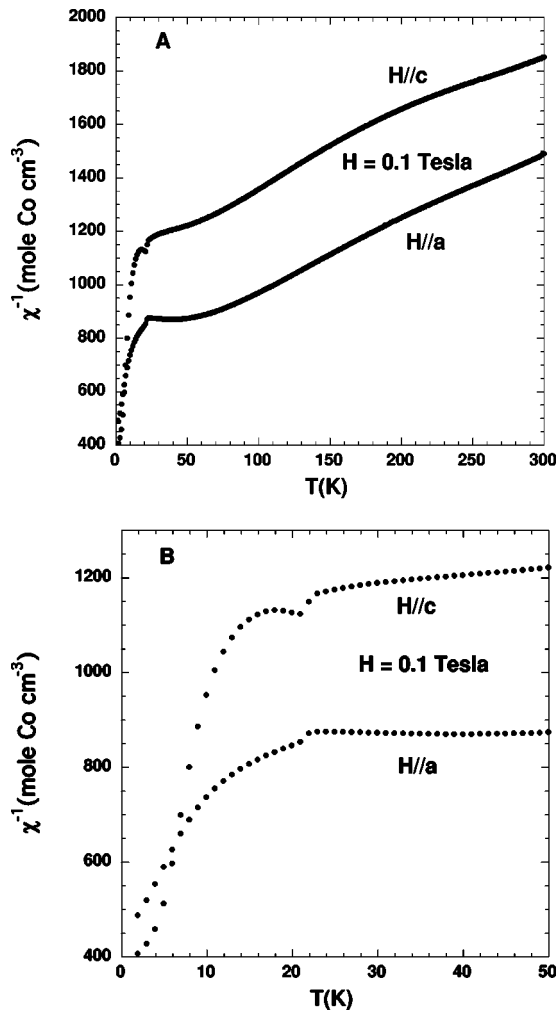 A
χ⁻¹(mole Co cm⁻³)
2000
1800
1600
1400
1200
1000
800
600
400
H//c
H = 0.1 Tesla
H//a
0 50 100 150 200 250 300
T(K)
B
χ⁻¹(mole Co cm⁻³)
1200
1000
800
600
400
H//c
H = 0.1 Tesla
H//a
0 10 20 30 40 50
T(K)